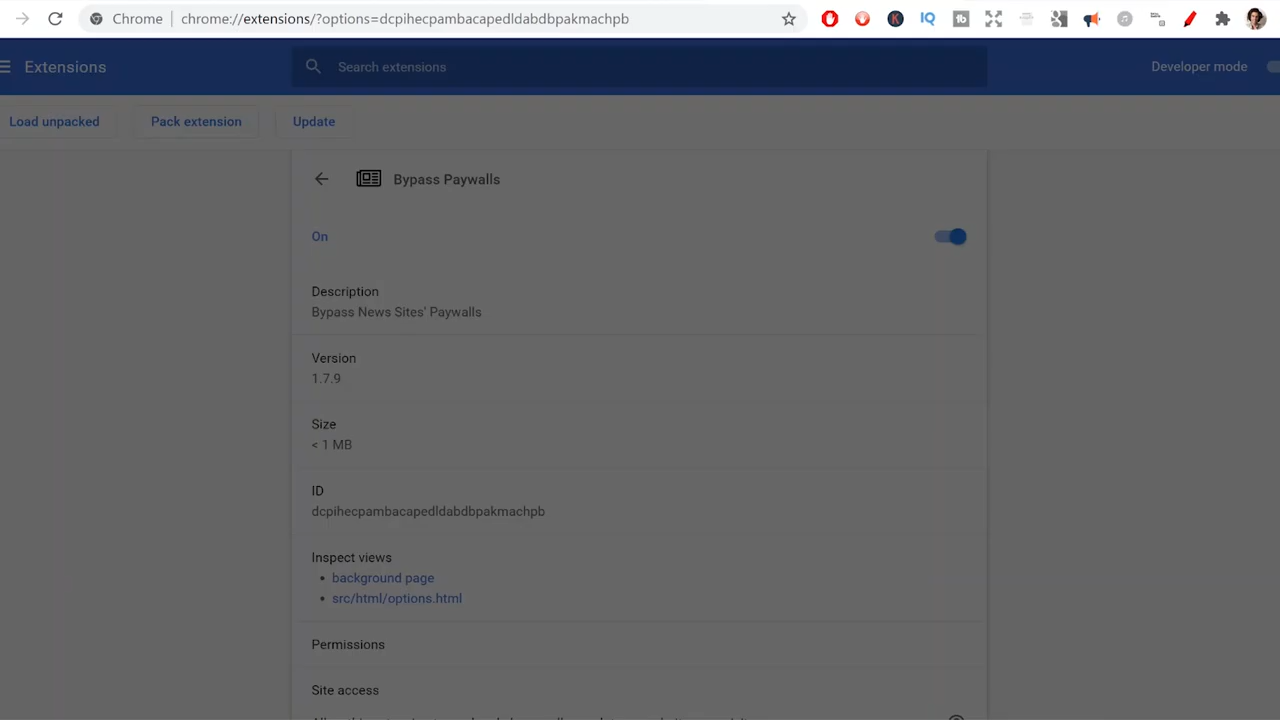 Chrome | chrome://extensions/?options=dcpihecpambacapedldabdbpakmachpb
IQ
Extensions
Search extensions
Developer mode
Load unpacked
Pack extension
Update
Bypass Paywalls
On
Description
Bypass News Sites' Paywalls
Version
1.7.9
Size
< 1 MB
ID
dcpihecpambacapedldabdbpakmachpb
Inspect views
• background page
• src/html/options.html
Permissions
Site access